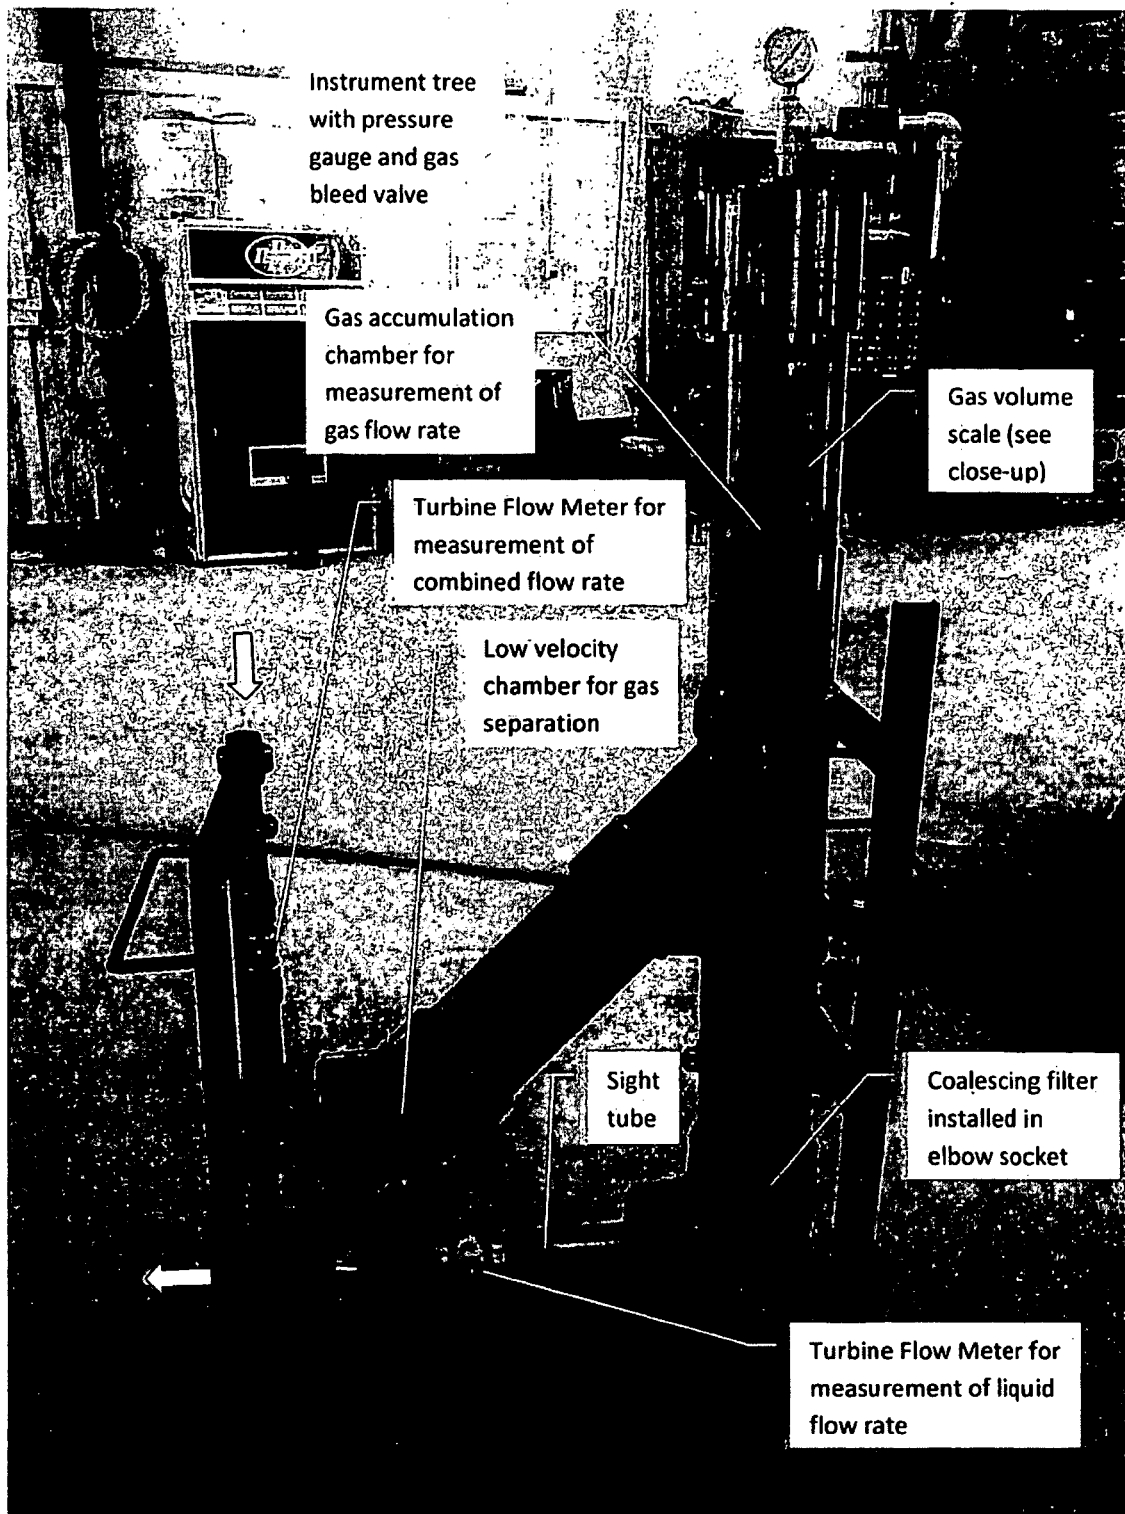 Instrument tree
with pressure
gauge and gas
bleed valve
Gas accumulation
chamber for
measurement of
gas flow rate
Gas volume
scale (see
close-up)
Turbine Flow Meter for
measurement of
combined flow rate
Low velocity
chamber for gas
separation
Sight
tube
Coalescing filter
installed in
elbow socket
Turbine Flow Meter for
measurement of liquid
flow rate